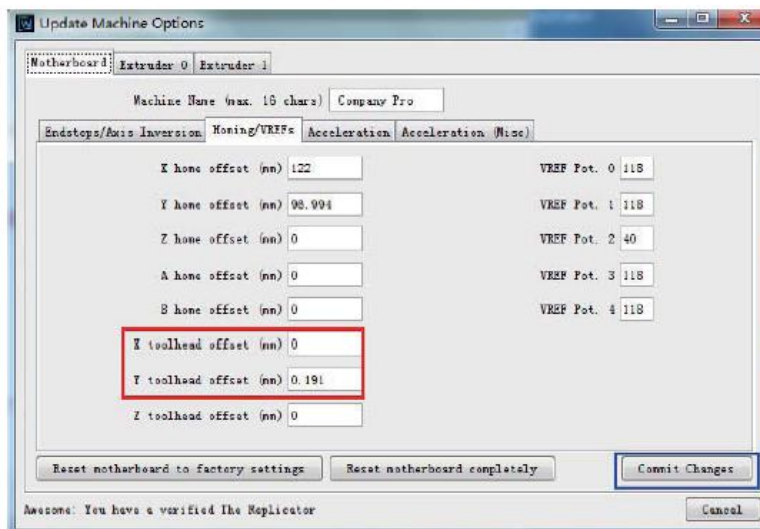 Update Machine Options
Motherboard Extruder 0 Extruder 1
Machine Name (max. 16 chars) Company Pro
Endstops/Axis Inversion Homing/VREFs Acceleration Acceleration (Misc)
X home offset (mm) 122 VREF Pot. 0 118
Y home offset (mm) 98.994 VREF Pot. 1 118
Z home offset (mm) 0 VREF Pot. 2 40
A home offset (mm) 0 VREF Pot. 3 118
B home offset (mm) 0 VREF Pot. 4 118
X toolhead offset (mm) 0
Y toolhead offset (mm) 0.191
Z toolhead offset (mm) 0
Reset motherboard to factory settings Reset motherboard completely Commit Changes
Awesome: You have a verified The Replicator Cancel